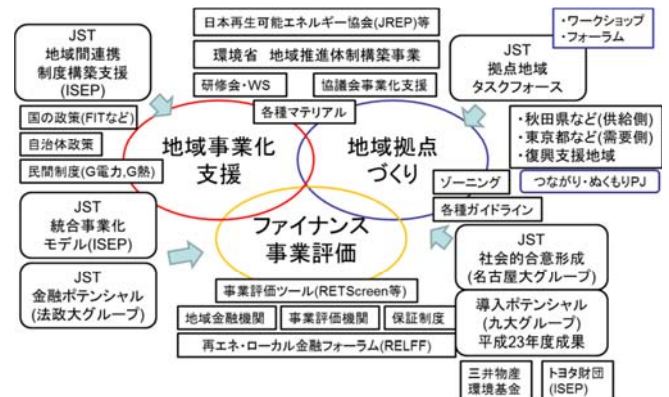 JST
地域間連携
制度構築支援
(ISEP)
日本再生可能エネルギー協会(JREP)等
環境省 地域推進体制構築事業
研修会・WS
協議会事業化支援
各種マテリアル
JST
拠点地域
タスクフォース
・ワークショップ
・フォーラム
国の政策(FITなど)
自治体政策
民間制度(G電力,G熱)
地域事業化
支援
地域拠点
づくり
・秋田県など(供給側)
・東京都など(需要側)
・復興支援地域
ゾーニング
つながり・ぬくもりPJ
各種ガイドライン
JST
統合事業化
モデル(ISEP)
ファイナンス
事業評価
JST
社会的合意形成
(名古屋大グループ)
JST
金融ポテンシャル
(法政大グループ)
事業評価ツール(RETScreen等)
地域金融機関
事業評価機関
保証制度
再エネ・ローカル金融フォーラム(RELFF)
導入ポテンシャル
(九大グループ)
平成23年度成果
三井物産
環境基金
トヨタ財団
(ISEP)